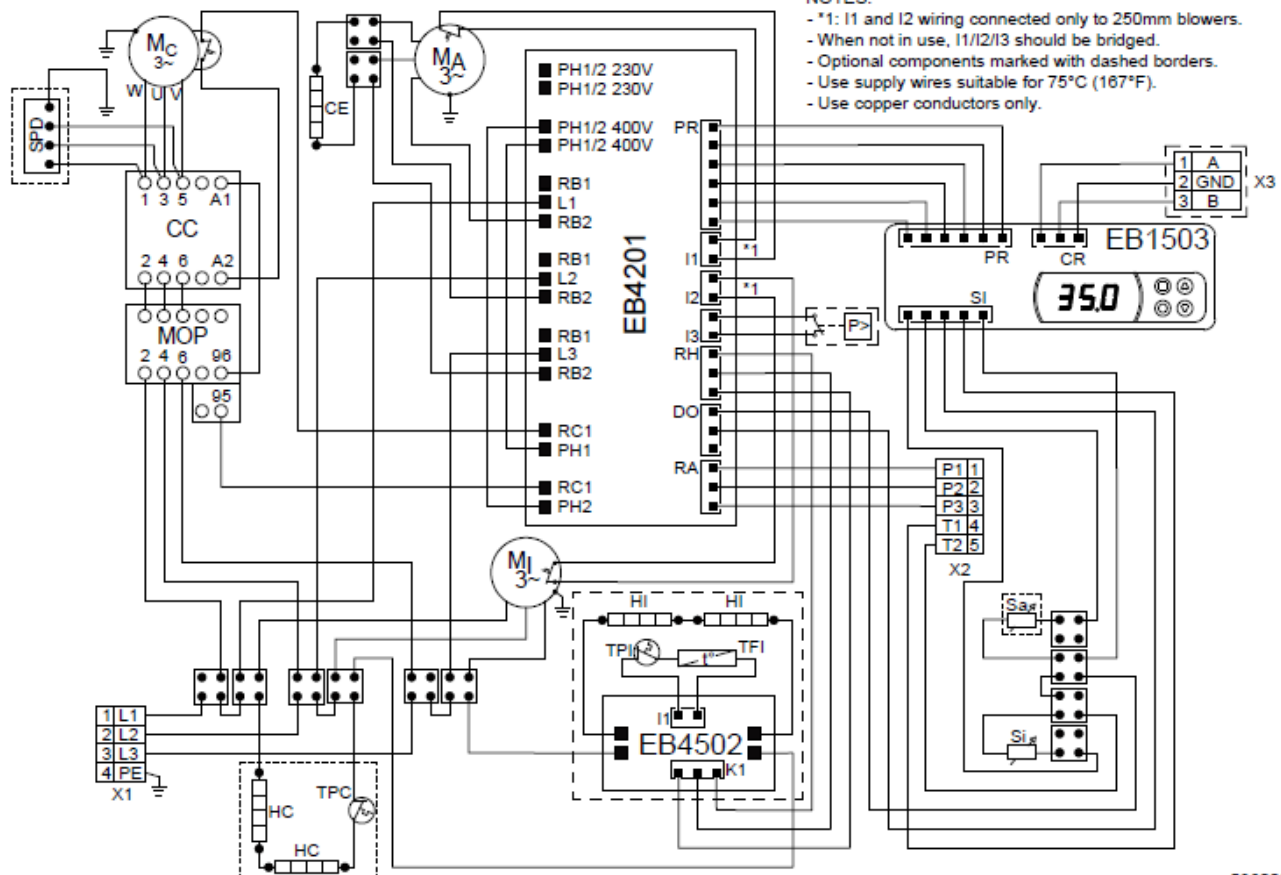 - *1: I1 and I2 wiring connected only to 250mm blowers.
- When not in use, I1/I2/I3 should be bridged.
- Optional components marked with dashed borders.
- Use supply wires suitable for 75°C (167°F).
- Use copper conductors only.
MC
3~
W U V
SPD
1 3 5 A1
CC
2 4 6 A2
MOP
2 4 6 96
95
CE
MA
3~
EB4201
PH1/2 230V
PH1/2 230V
PH1/2 400V
PH1/2 400V
RB1
L1
RB2
RB1
L2
RB2
RB1
L3
RB2
RC1
PH1
RC1
PH2
PR
I1
*1
I2
*1
I3
RH
DO
RA
P>
1 A
2 GND
3 B
X3
EB1503
PR
CR
SI
35.0
P1 1
P2 2
P3 3
T1 4
T2 5
X2
Sa
Si
MI
3~
HI
HI
TPI
t°
TFI
I1
EB4502
K1
1 L1
2 L2
3 L3
4 PE
X1
HC
TPC
HC